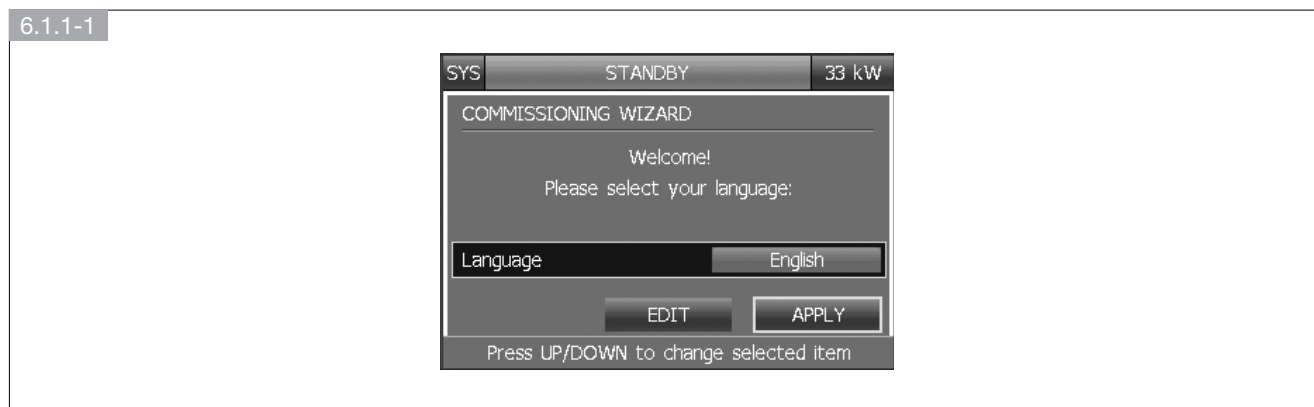 6.1.1-1
SYS STANDBY 33 kW
COMMISSIONING WIZARD
Welcome!
Please select your language:
Language English
EDIT APPLY
Press UP/DOWN to change selected item